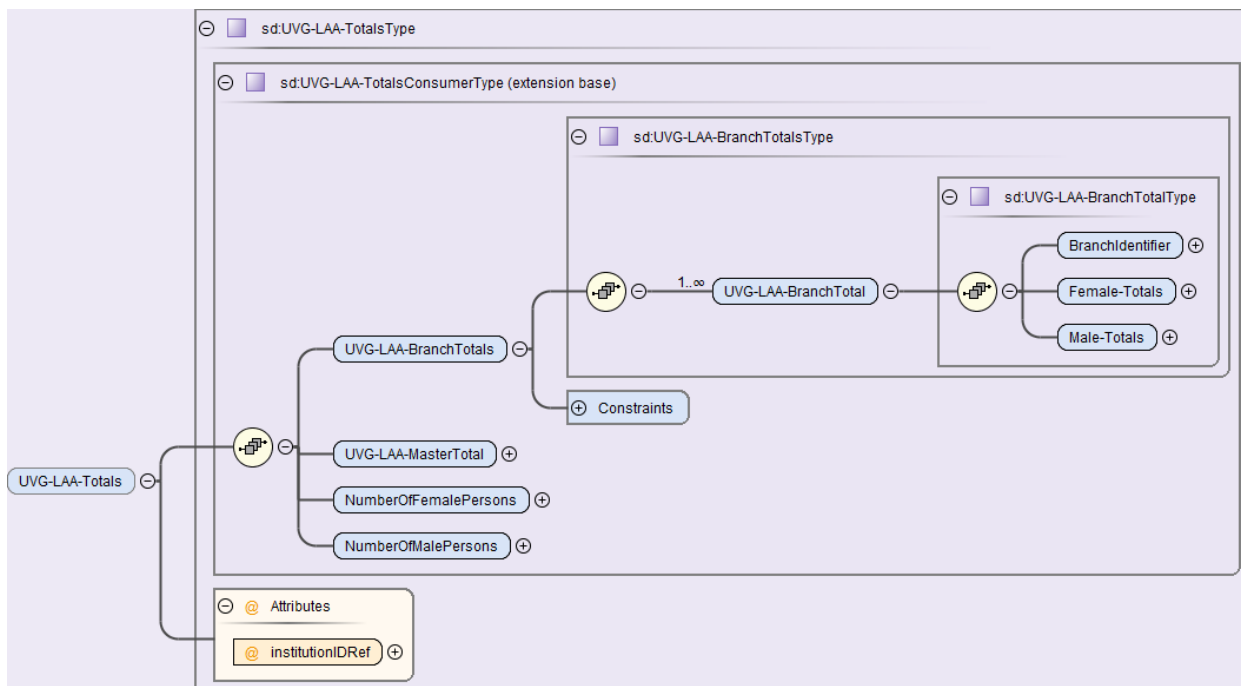 sd:UVG-LAA-TotalsType
sd:UVG-LAA-TotalsConsumerType (extension base)
sd:UVG-LAA-BranchTotalsType
sd:UVG-LAA-BranchTotalType
BranchIdentifier
1..∞
UVG-LAA-BranchTotal
Female-Totals
Male-Totals
UVG-LAA-BranchTotals
Constraints
UVG-LAA-MasterTotal
UVG-LAA-Totals
NumberOfFemalePersons
NumberOfMalePersons
@ Attributes
@ institutionIDRef